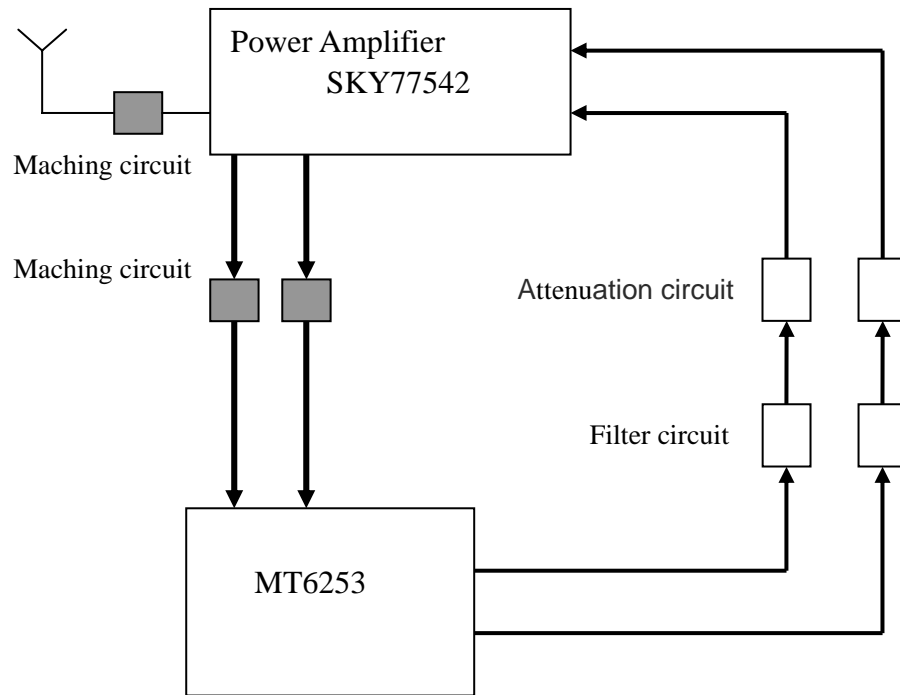 Power Amplifier
SKY77542
Maching circuit
Maching circuit
Attenuation circuit
Filter circuit
MT6253